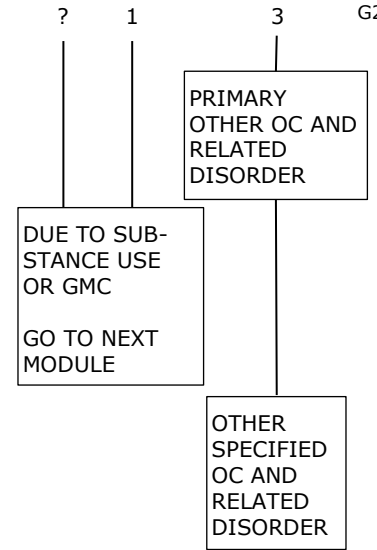 ? 1 3 G2
PRIMARY
OTHER OC AND
RELATED
DISORDER
DUE TO SUB-
STANCE USE
OR GMC
GO TO NEXT
MODULE
OTHER
SPECIFIED
OC AND
RELATED
DISORDER